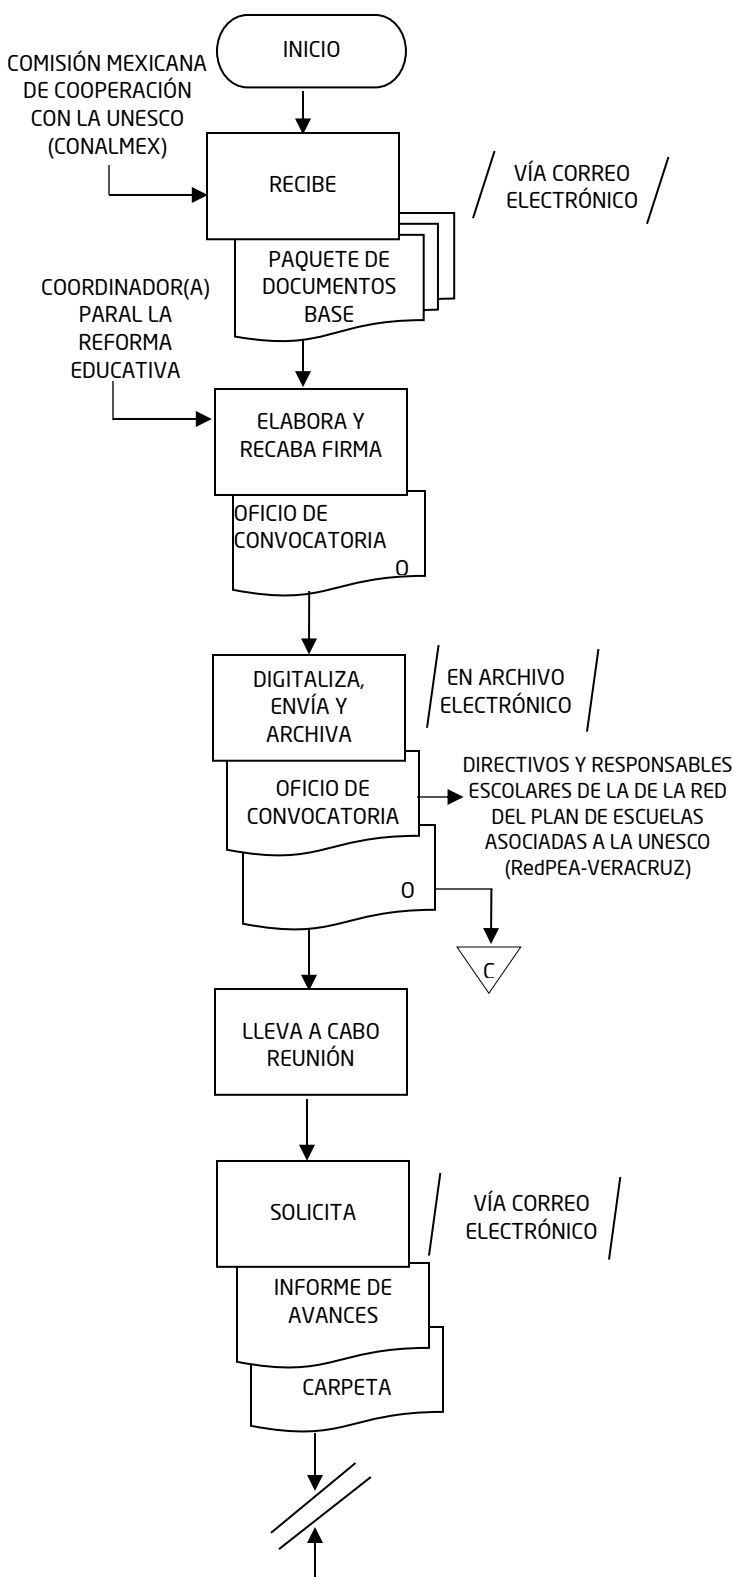 INICIO
COMISIÓN MEXICANA
DE COOPERACIÓN
CON LA UNESCO
(CONALMEX)
RECIBE
VÍA CORREO
ELECTRÓNICO
PAQUETE DE
DOCUMENTOS
BASE
COORDINADOR(A)
PARAL LA
REFORMA
EDUCATIVA
ELABORA Y
RECABA FIRMA
OFICIO DE
CONVOCATORIA
O
DIGITALIZA,
ENVÍA Y
ARCHIVA
EN ARCHIVO
ELECTRÓNICO
OFICIO DE
CONVOCATORIA
DIRECTIVOS Y RESPONSABLES
ESCOLARES DE LA DE LA RED
DEL PLAN DE ESCUELAS
ASOCIADAS A LA UNESCO
(RedPEA-VERACRUZ)
O
C
LLEVA A CABO
REUNIÓN
SOLICITA
VÍA CORREO
ELECTRÓNICO
INFORME DE
AVANCES
CARPETA